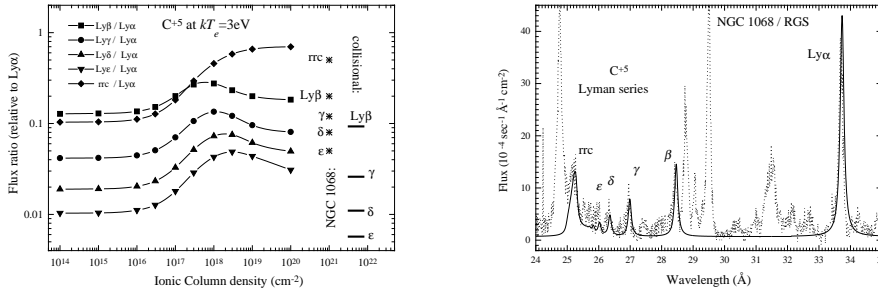 Lyβ / Lyα
Lyγ / Lyα
Lyδ / Lyα
Lyε / Lyα
rrc / Lyα
C+5 at kTe=3eV
collisional:
rrc
Lyβ
γ
δ
ε
NGC 1068:
Lyβ
γ
δ
ε
1
0.1
0.01
Flux ratio (relative to Lyα)
10^14 10^15 10^16 10^17 10^18 10^19 10^20 10^21 10^22
Ionic Column density (cm-2)
NGC 1068 / RGS
C+5
Lyman series
Lyα
rrc
ε
δ
γ
β
40
30
20
10
0
Flux (10-4 sec-1 Å-1 cm-2)
24 25 26 27 28 29 30 31 32 33 34 35
Wavelength (Å)